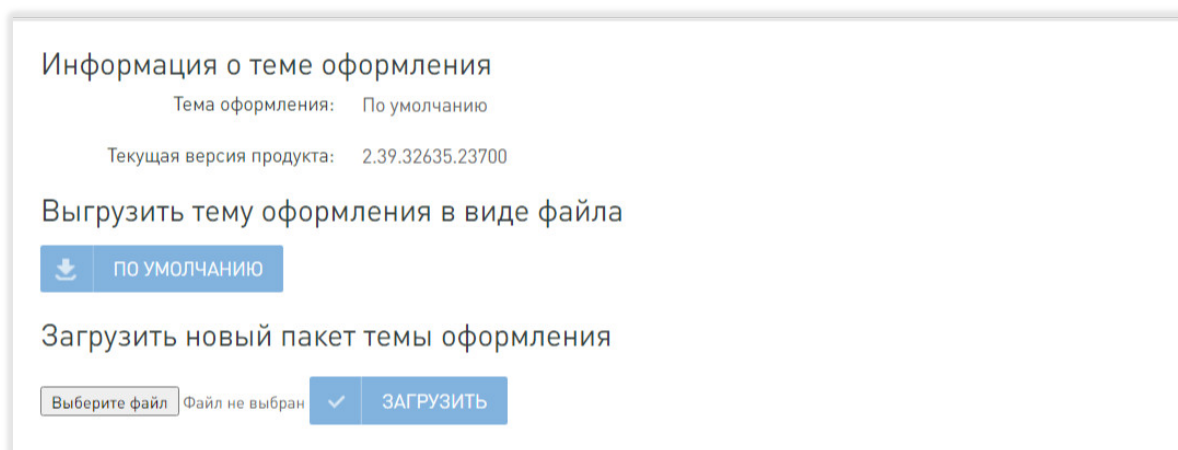 Информация о теме оформления
Тема оформления: По умолчанию
Текущая версия продукта: 2.39.32635.23700
Выгрузить тему оформления в виде файла
ПО УМОЛЧАНИЮ
Загрузить новый пакет темы оформления
Выберите файл Файл не выбран ЗАГРУЗИТЬ